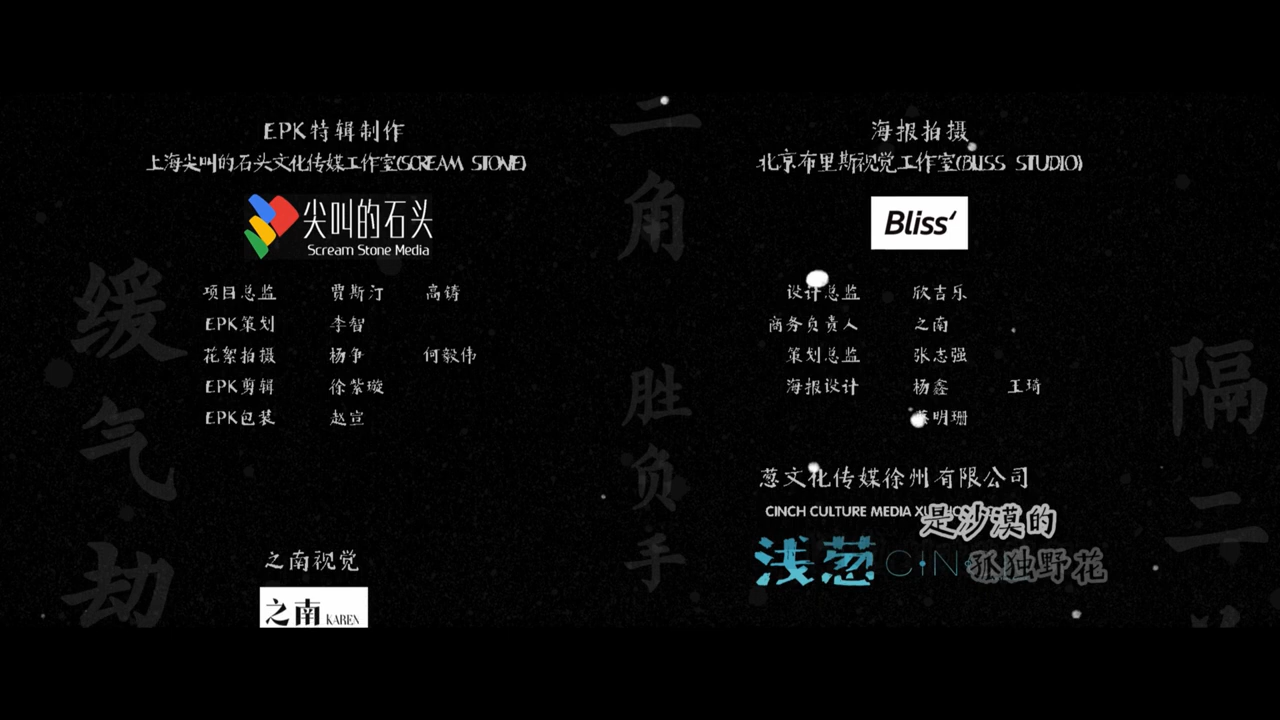 EPK特辑制作
上海尖叫的石头文化传媒工作室(SCREAM STONE)
尖叫的石头
Scream Stone Media
项目总监 贾斯汀 高铸
EPK策划 李智
花絮拍摄 杨争 何毅伟
EPK剪辑 徐紫璇
EPK包装 赵宣
之南视觉
之南 KAREN
海报拍摄
北京布里斯视觉工作室(BLISS STUDIO)
Bliss
设计总监 欣吉乐
商务负责人 之南
策划总监 张志强
海报设计 杨鑫 王琦
明珊
葱文化传媒徐州有限公司
CINCH CULTURE MEDIA
浅葱
是沙漠的
孤独野花
缓气劫
二角
胜负手
隔二